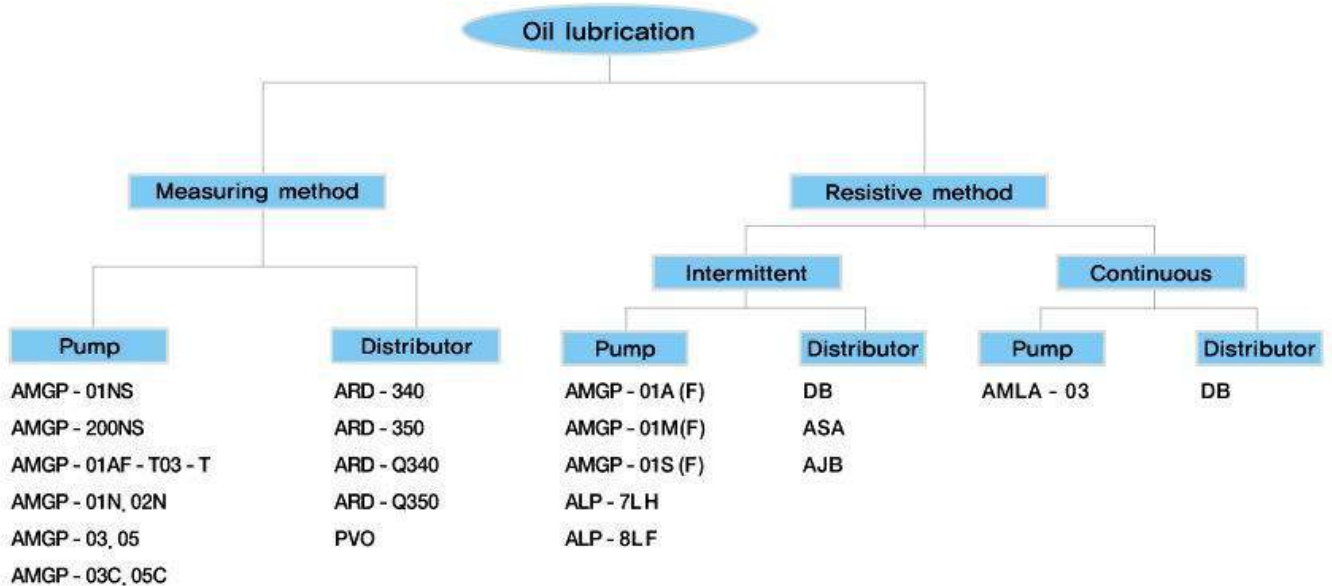 Oil lubrication
Measuring method
Resistive method
Intermittent
Continuous
Pump
Distributor
Pump
Distributor
Pump
Distributor
AMGP - 01NS
AMGP - 200NS
AMGP - 01AF - T03 - T
AMGP - 01N, 02N
AMGP - 03, 05
AMGP - 03C, 05C
ARD - 340
ARD - 350
ARD - Q340
ARD - Q350
PVO
AMGP - 01A (F)
AMGP - 01M(F)
AMGP - 01S (F)
ALP - 7LH
ALP - 8LF
DB
ASA
AJB
AMLA - 03
DB